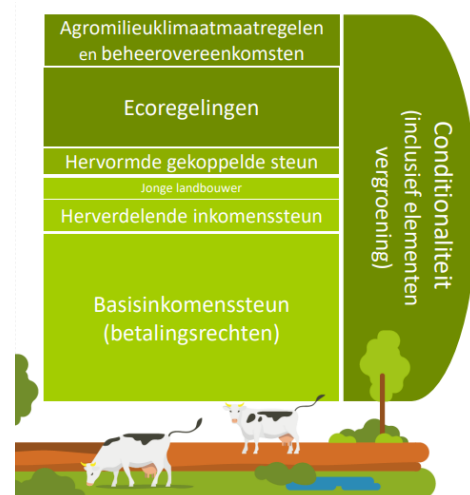 Agromilieuklimaatmaatregelen
en beheerovereenkomsten
Ecoregelingen
Hervormde gekoppelde steun
Jonge landbouwer
Herverdelende inkomenssteun
Basisinkomenssteun
(betalingsrechten)
Conditionaliteit
(inclusief elementen
vergroening)